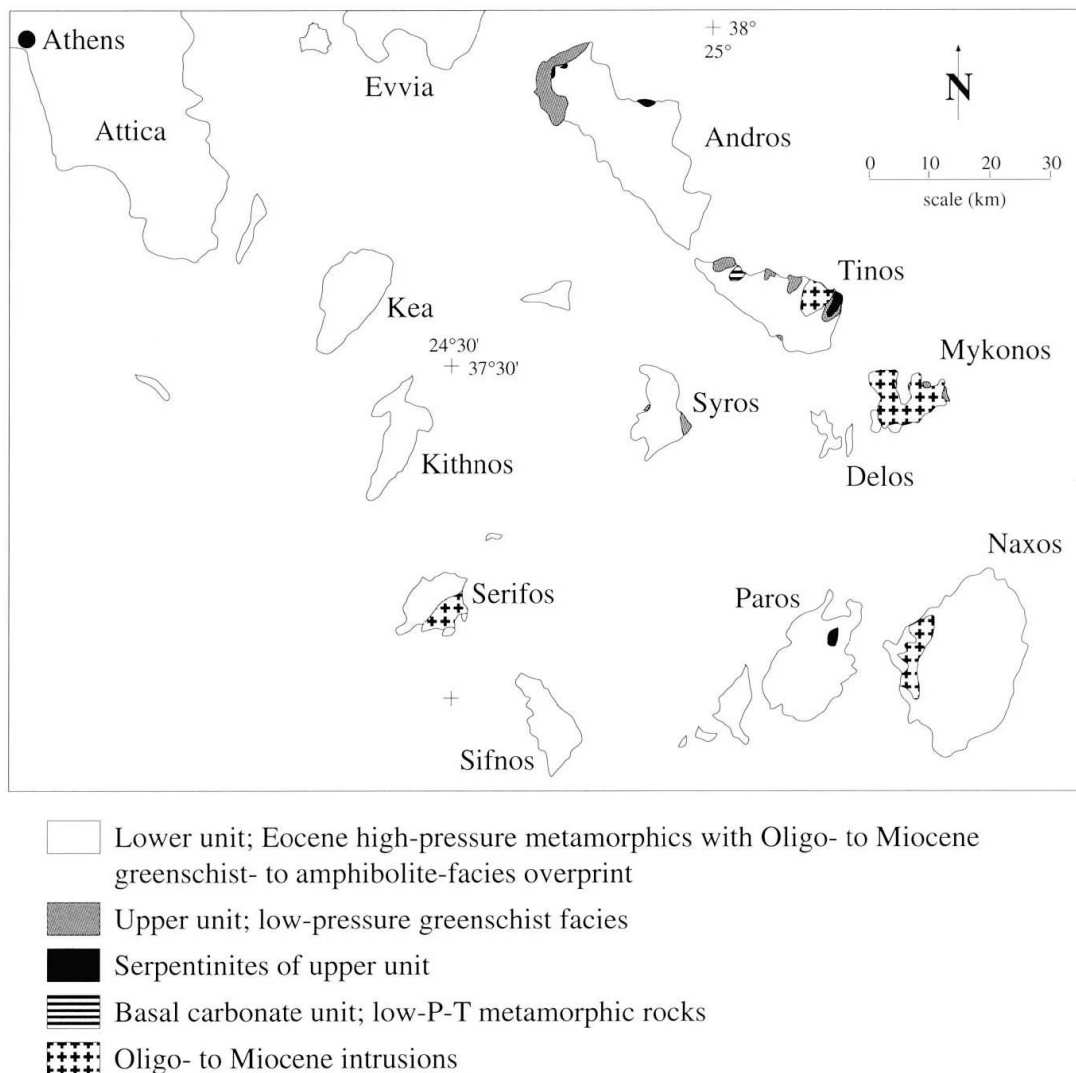 Athens
+ 38°
25°
Evvia
N
Attica
Andros
0 10 20 30
scale (km)
Tinos
Kea
24°30'
+ 37°30'
Mykonos
Syros
Kithnos
Delos
Naxos
Serifos
Paros
+
Sifnos
Lower unit; Eocene high-pressure metamorphics with Oligo- to Miocene
greenschist- to amphibolite-facies overprint
Upper unit; low-pressure greenschist facies
Serpentinites of upper unit
Basal carbonate unit; low-P-T metamorphic rocks
Oligo- to Miocene intrusions